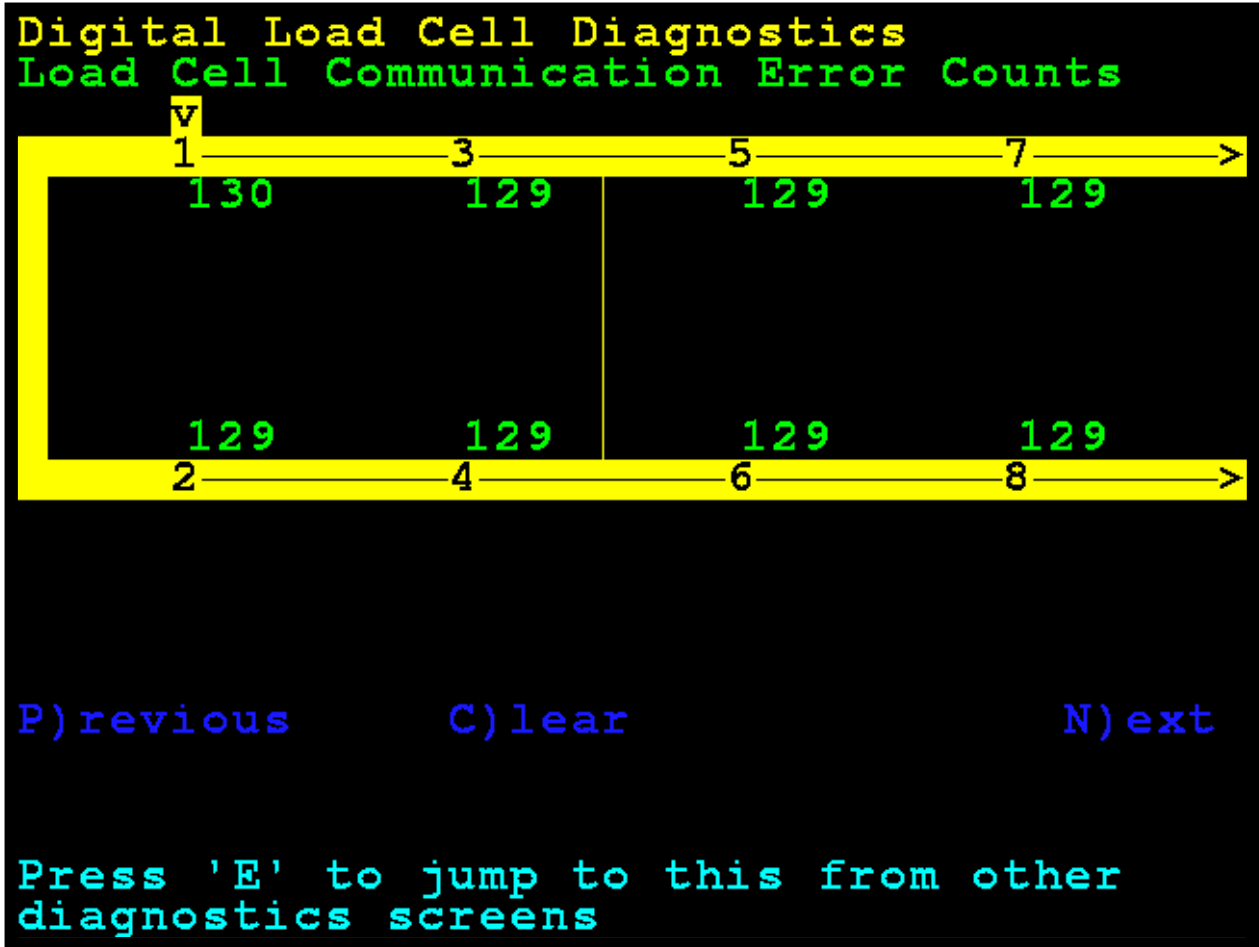 Digital Load Cell Diagnostics
Load Cell Communication Error Counts
v
1 3 5 7 >
130 129 129 129
129 129 129 129
2 4 6 8 >
P)revious C)lear N)ext
Press 'E' to jump to this from other
diagnostics screens